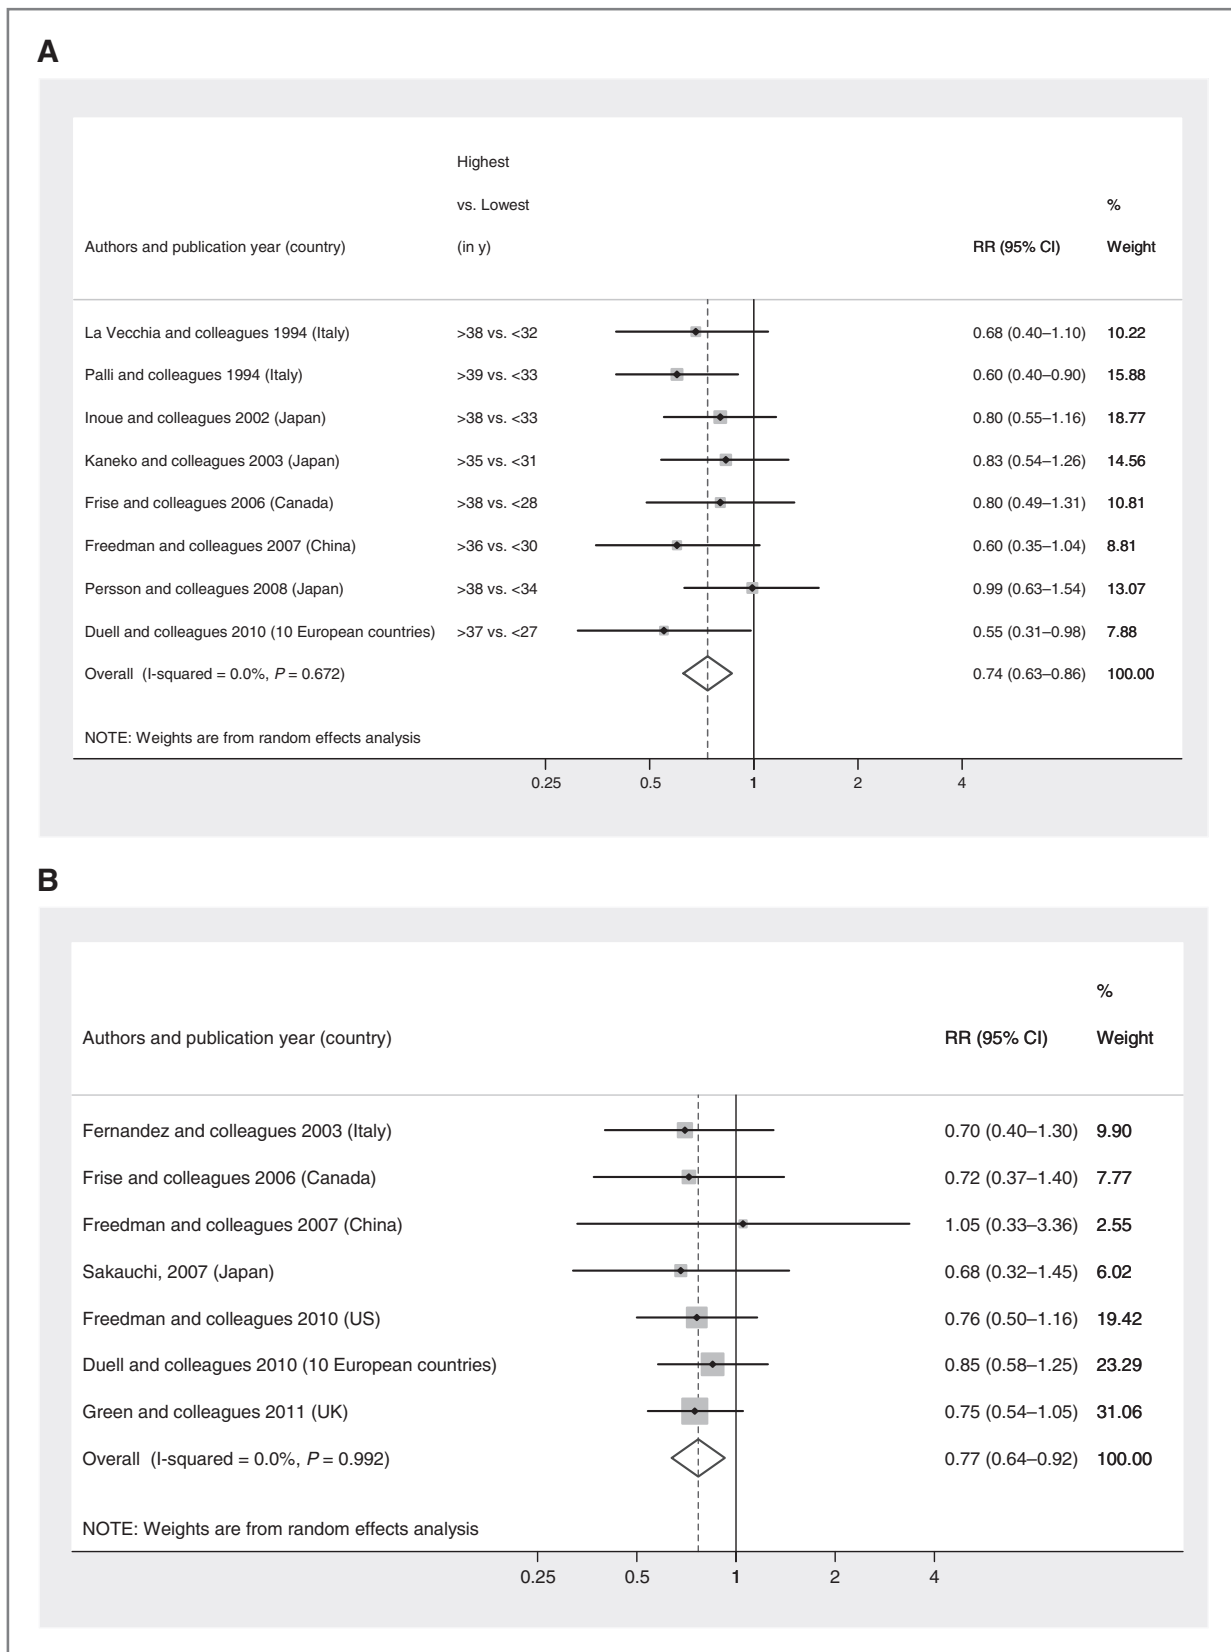 A
Highest
vs. Lowest %
Authors and publication year (country) (in y) RR (95% CI) Weight
La Vecchia and colleagues 1994 (Italy) >38 vs. <32 0.68 (0.40–1.10) 10.22
Palli and colleagues 1994 (Italy) >39 vs. <33 0.60 (0.40–0.90) 15.88
Inoue and colleagues 2002 (Japan) >38 vs. <33 0.80 (0.55–1.16) 18.77
Kaneko and colleagues 2003 (Japan) >35 vs. <31 0.83 (0.54–1.26) 14.56
Frise and colleagues 2006 (Canada) >38 vs. <28 0.80 (0.49–1.31) 10.81
Freedman and colleagues 2007 (China) >36 vs. <30 0.60 (0.35–1.04) 8.81
Persson and colleagues 2008 (Japan) >38 vs. <34 0.99 (0.63–1.54) 13.07
Duell and colleagues 2010 (10 European countries) >37 vs. <27 0.55 (0.31–0.98) 7.88
Overall (I-squared = 0.0%, P = 0.672) 0.74 (0.63–0.86) 100.00
NOTE: Weights are from random effects analysis
0.25 0.5 1 2 4
B
%
Authors and publication year (country) RR (95% CI) Weight
Fernandez and colleagues 2003 (Italy) 0.70 (0.40–1.30) 9.90
Frise and colleagues 2006 (Canada) 0.72 (0.37–1.40) 7.77
Freedman and colleagues 2007 (China) 1.05 (0.33–3.36) 2.55
Sakauchi, 2007 (Japan) 0.68 (0.32–1.45) 6.02
Freedman and colleagues 2010 (US) 0.76 (0.50–1.16) 19.42
Duell and colleagues 2010 (10 European countries) 0.85 (0.58–1.25) 23.29
Green and colleagues 2011 (UK) 0.75 (0.54–1.05) 31.06
Overall (I-squared = 0.0%, P = 0.992) 0.77 (0.64–0.92) 100.00
NOTE: Weights are from random effects analysis
0.25 0.5 1 2 4